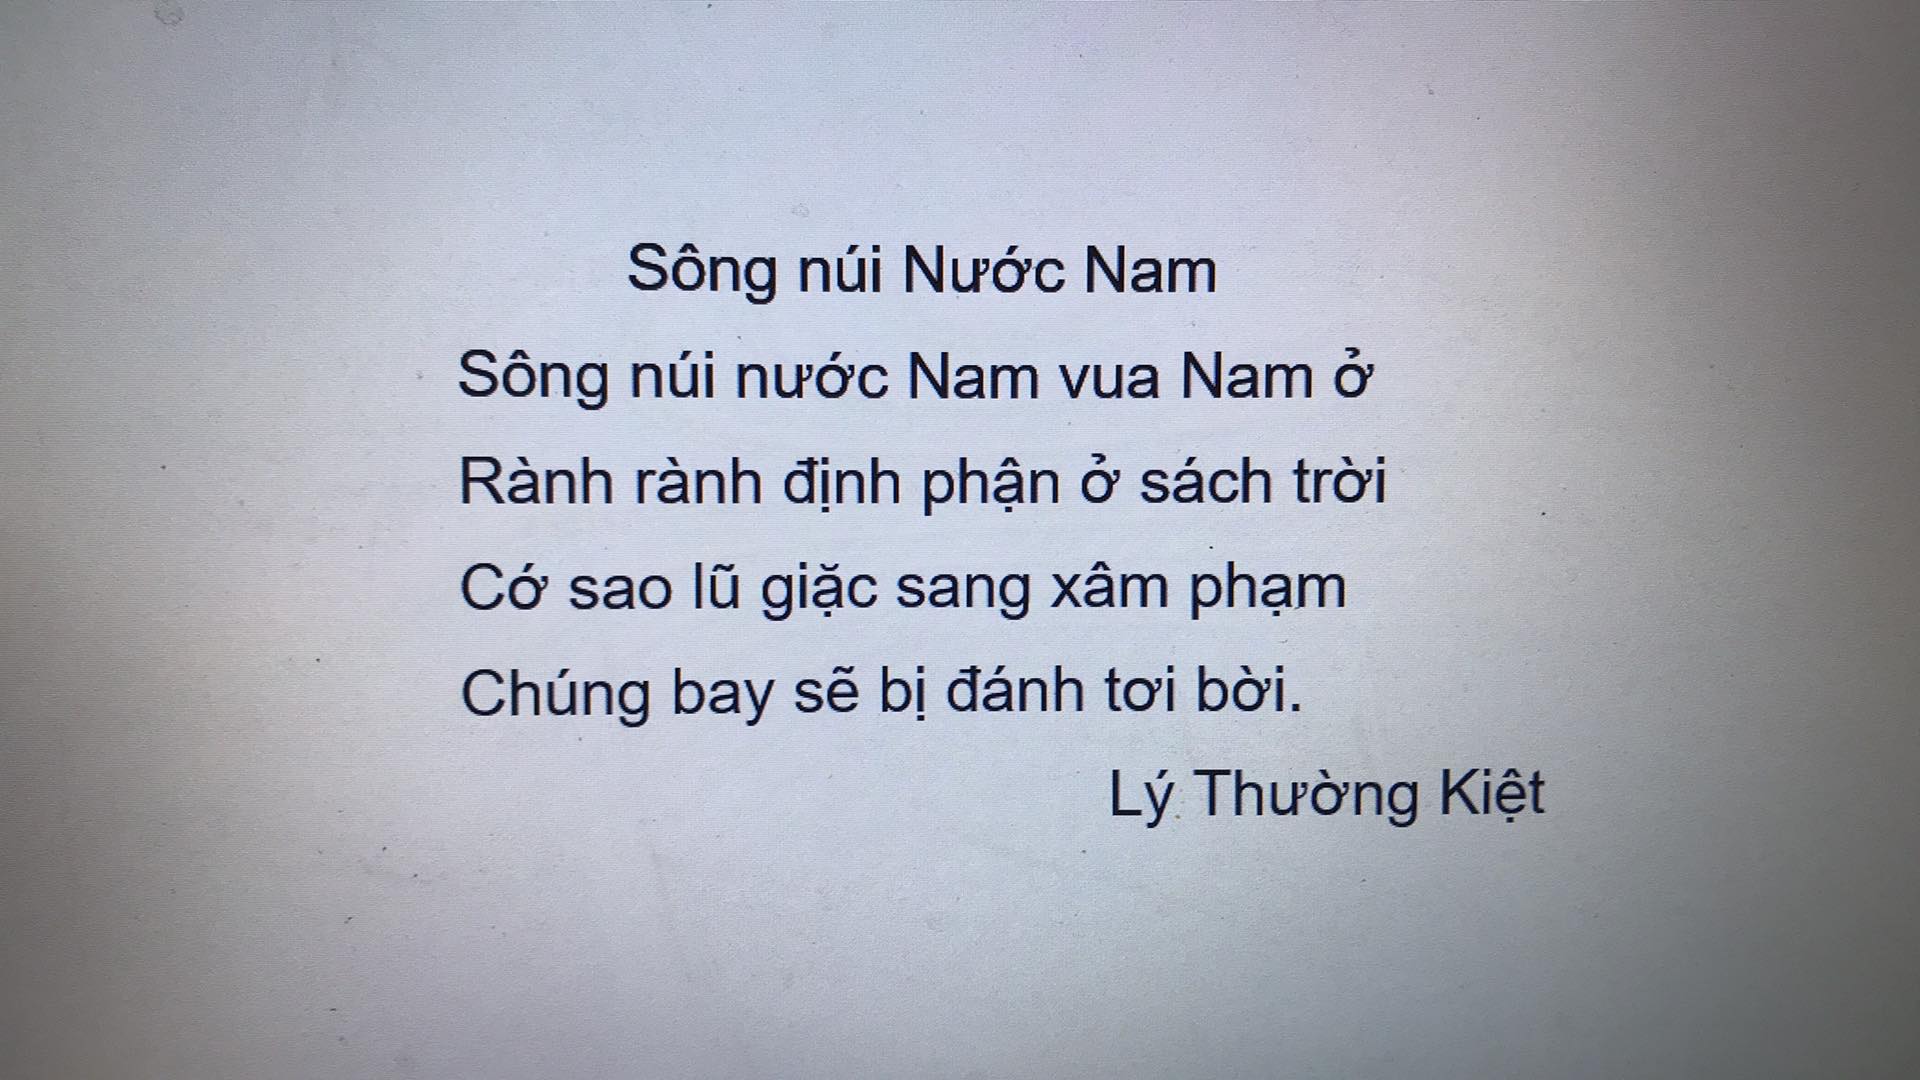 Sông núi Nước Nam
Sông núi nước Nam vua Nam ở
Rành rành định phận ở sách trời
Cớ sao lũ giặc sang xâm phạm
Chúng bay sẽ bị đánh tơi bời.
Lý Thường Kiệt